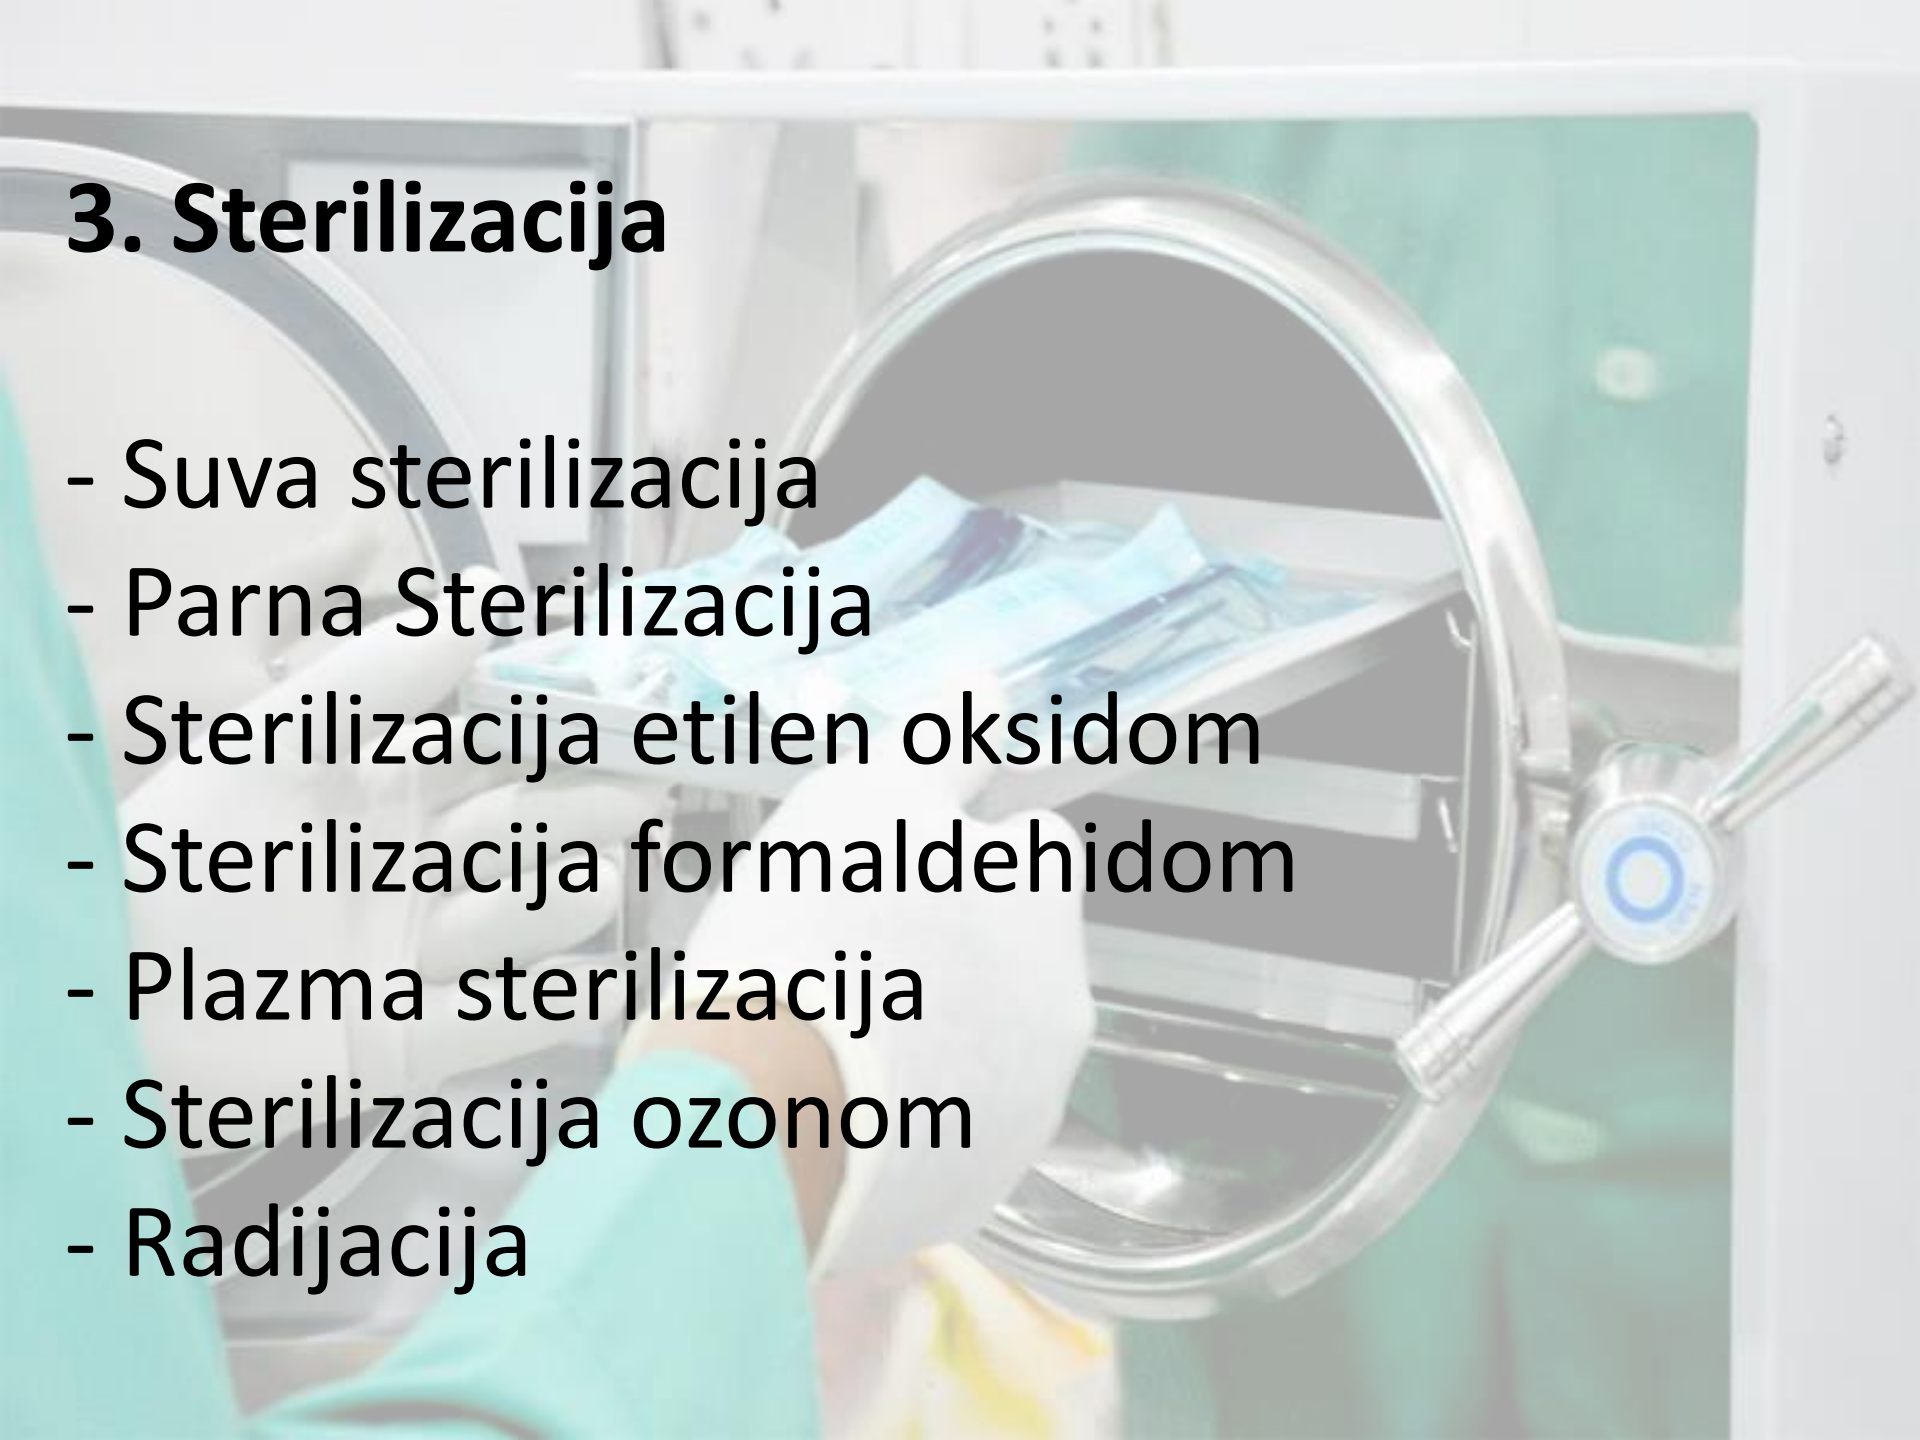 3. Sterilizacija
- Suva sterilizacija
- Parna Sterilizacija
- Sterilizacija etilen oksidom
- Sterilizacija formaldehidom
- Plazma sterilizacija
- Sterilizacija ozonom
- Radijacija